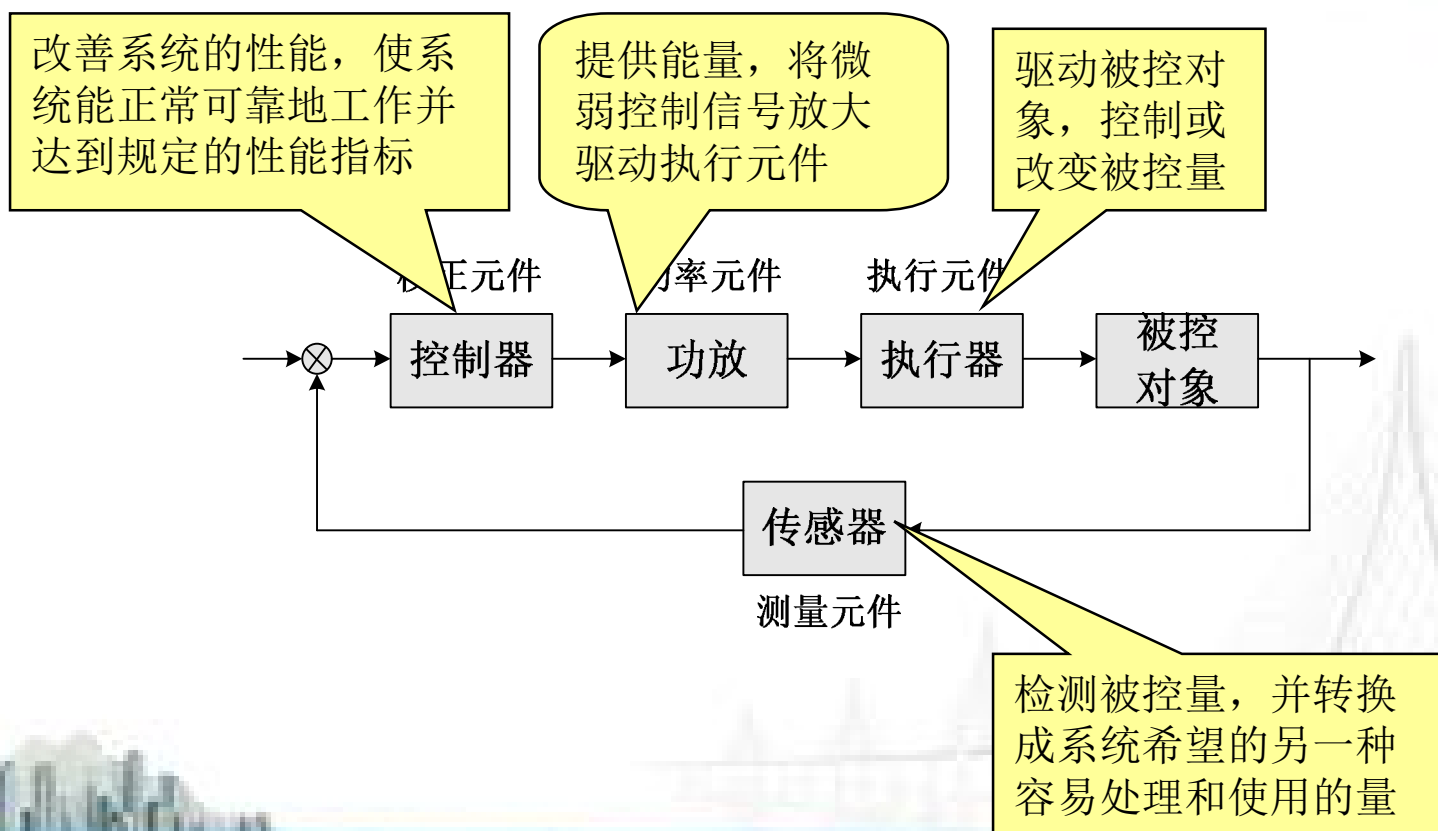 改善系统的性能，使系
统能正常可靠地工作并
达到规定的性能指标
提供能量，将微
弱控制信号放大
驱动执行元件
驱动被控对
象，控制或
改变被控量
正元件
率元件
执行元件
控制器
功放
执行器
被控
对象
传感器
测量元件
检测被控量，并转换
成系统希望的另一种
容易处理和使用的量